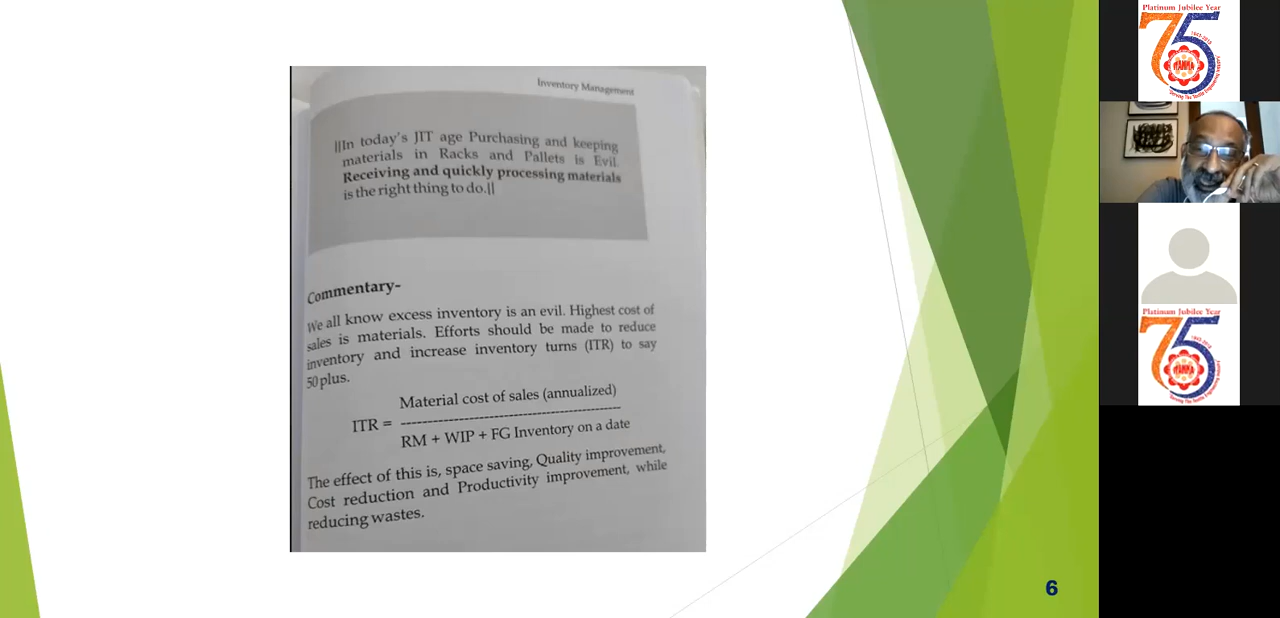 Inventory Management
||In today's JIT age Purchasing and keeping
materials in Racks and Pallets is Evil.
Receiving and quickly processing materials
is the right thing to do.||
Commentary-
We all know excess inventory is an evil. Highest cost of
sales is materials. Efforts should be made to reduce
inventory and increase inventory turns (ITR) to say
50 plus.
Material cost of sales (annualized)
ITR = ----------------------------------------
RM + WIP + FG Inventory on a date
The effect of this is, space saving, Quality improvement,
Cost reduction and Productivity improvement, while
reducing wastes.
6
Platinum Jubilee Year
75
Platinum Jubilee Year
75